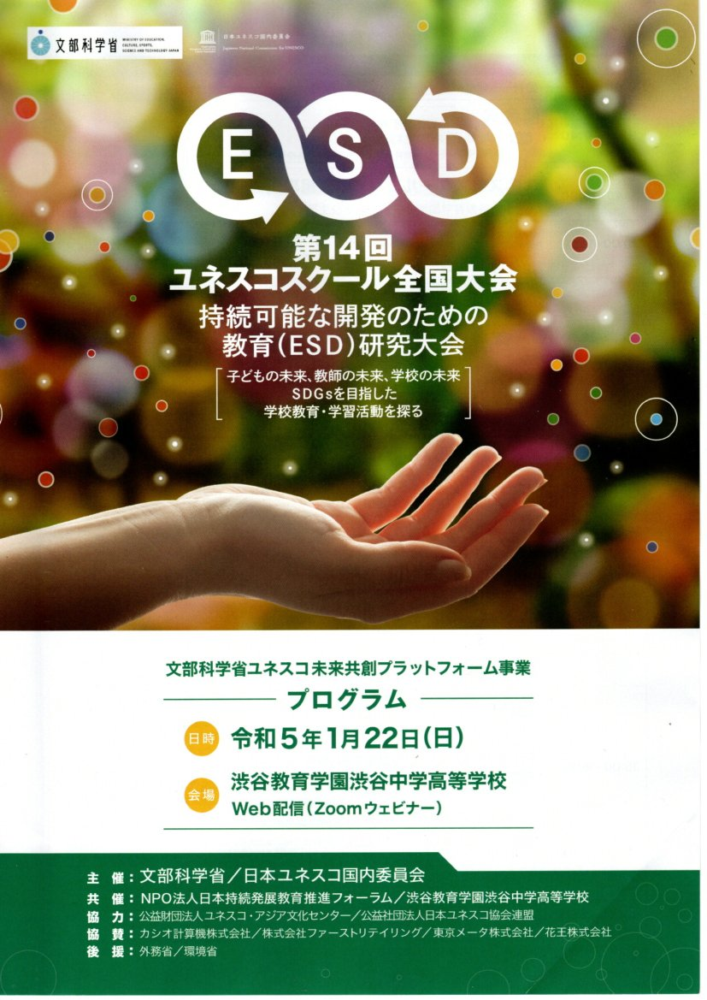 文部科学省
MINISTRY OF EDUCATION,
CULTURE, SPORTS,
SCIENCE AND TECHNOLOGY-JAPAN
日本ユネスコ国内委員会
Japanese National Commission for UNESCO
ESD
第14回
ユネスコスクール全国大会
持続可能な開発のための
教育(ESD)研究大会
子どもの未来、教師の未来、学校の未来
SDGsを目指した
学校教育・学習活動を探る
文部科学省ユネスコ未来共創プラットフォーム事業
プログラム
日時 令和5年1月22日(日)
会場 渋谷教育学園渋谷中学高等学校
Web配信(Zoomウェビナー)
主 催:文部科学省/日本ユネスコ国内委員会
共 催:NPO法人日本持続発展教育推進フォーラム/渋谷教育学園渋谷中学高等学校
協 力:公益財団法人ユネスコ・アジア文化センター/公益社団法人日本ユネスコ協会連盟
協 賛:カシオ計算機株式会社/株式会社ファーストリテイリング/東京メータ株式会社/花王株式会社
後 援:外務省/環境省